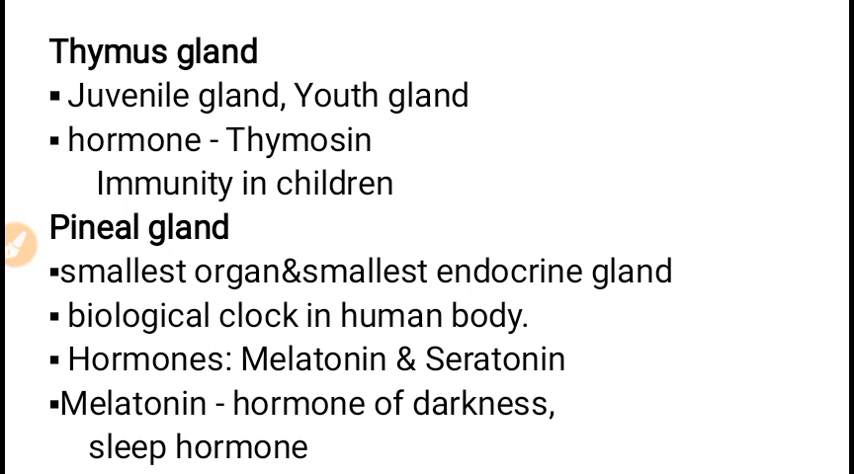 Thymus gland
▪ Juvenile gland, Youth gland
▪ hormone - Thymosin
Immunity in children
Pineal gland
▪smallest organ&smallest endocrine gland
▪ biological clock in human body.
▪ Hormones: Melatonin & Seratonin
▪Melatonin - hormone of darkness,
sleep hormone